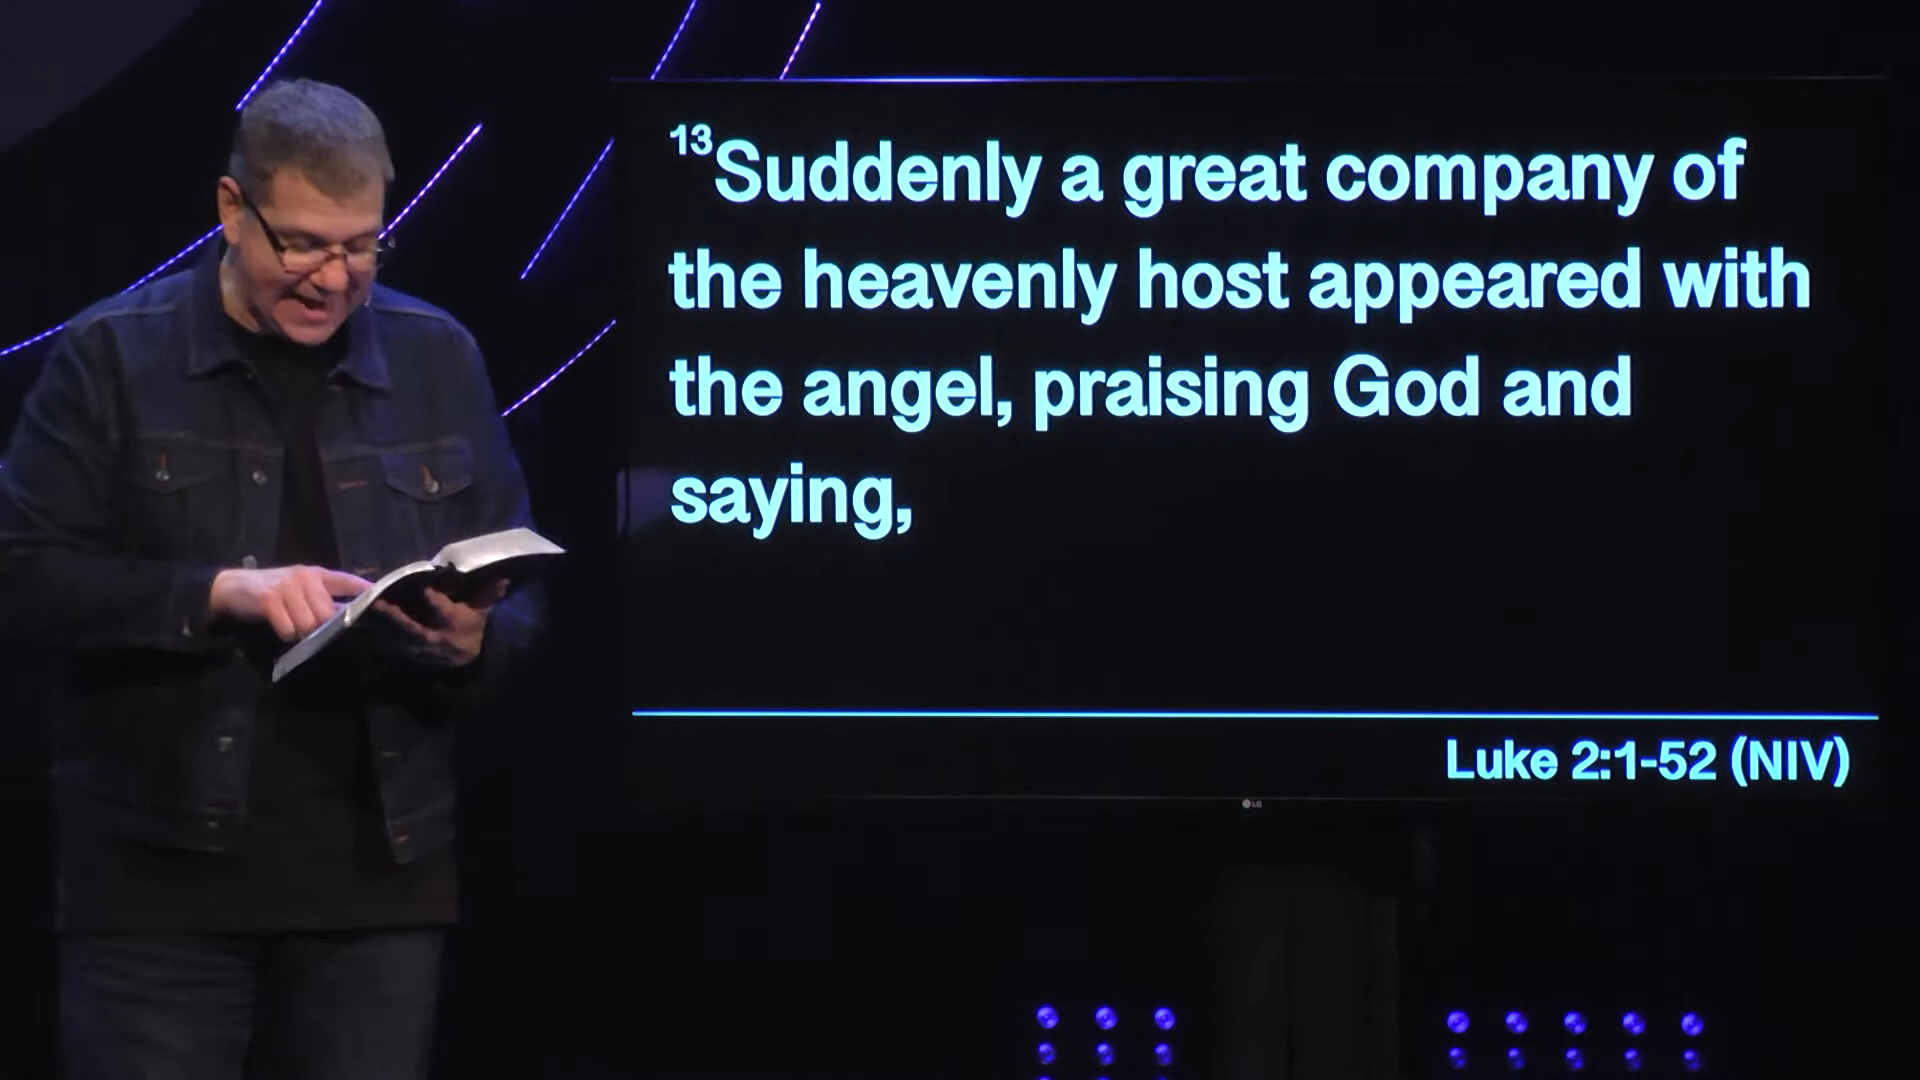 ¹³Suddenly a great company of
the heavenly host appeared with
the angel, praising God and
saying,
Luke 2:1-52 (NIV)
LG